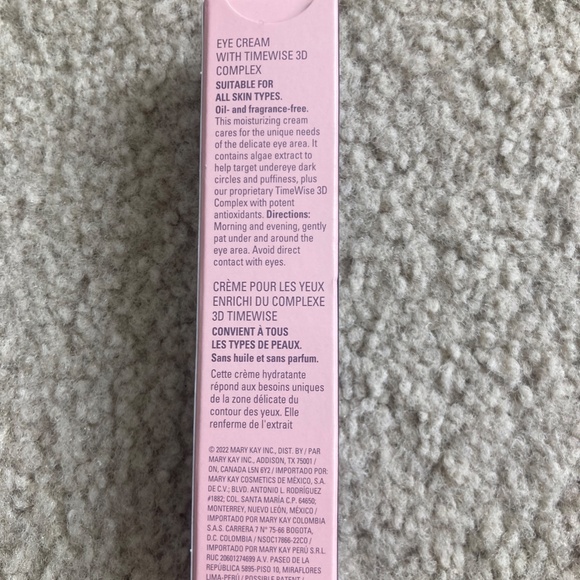 EYE CREAM
WITH TIMEWISE 3D
COMPLEX
SUITABLE FOR
ALL SKIN TYPES.
Oil- and fragrance-free.
This moisturizing cream
cares for the unique needs
of the delicate eye area. It
contains algae extract to
help target undereye dark
circles and puffiness, plus
our proprietary TimeWise 3D
Complex with potent
antioxidants. Directions:
Morning and evening, gently
pat under and around the
eye area. Avoid direct
contact with eyes.
CRÈME POUR LES YEUX
ENRICHI DU COMPLEXE
3D TIMEWISE
CONVIENT À TOUS
LES TYPES DE PEAUX.
Sans huile et sans parfum.
Cette crème hydratante
répond aux besoins uniques
de la zone délicate du
contour des yeux. Elle
renferme de l'extrait
© 2022 MARY KAY INC., DIST. BY / PAR
MARY KAY INC., ADDISON, TX 75001 /
ON, CANADA L5N 6Y2 / IMPORTADO POR:
MARY KAY COSMETICS DE MÉXICO, S.A.
DE C.V.; BLVD. ANTONIO L. RODRÍGUEZ
#1882; COL. SANTA MARÍA C.P. 64650;
MONTERREY, NUEVO LEÓN, MÉXICO /
IMPORTADO POR MARY KAY COLOMBIA
S.A.S. CARRERA 7 N° 75-66 BOGOTA,
D.C. COLOMBIA / NSOC17866-22CO /
IMPORTADO POR MARY KAY PERÚ S.R.L.
RUC 20601274699 A.V. PASEO DE LA
REPÚBLICA 5895-PISO 10, MIRAFLORES
LIMA-PERÚ / POSSIBLE PATENT /